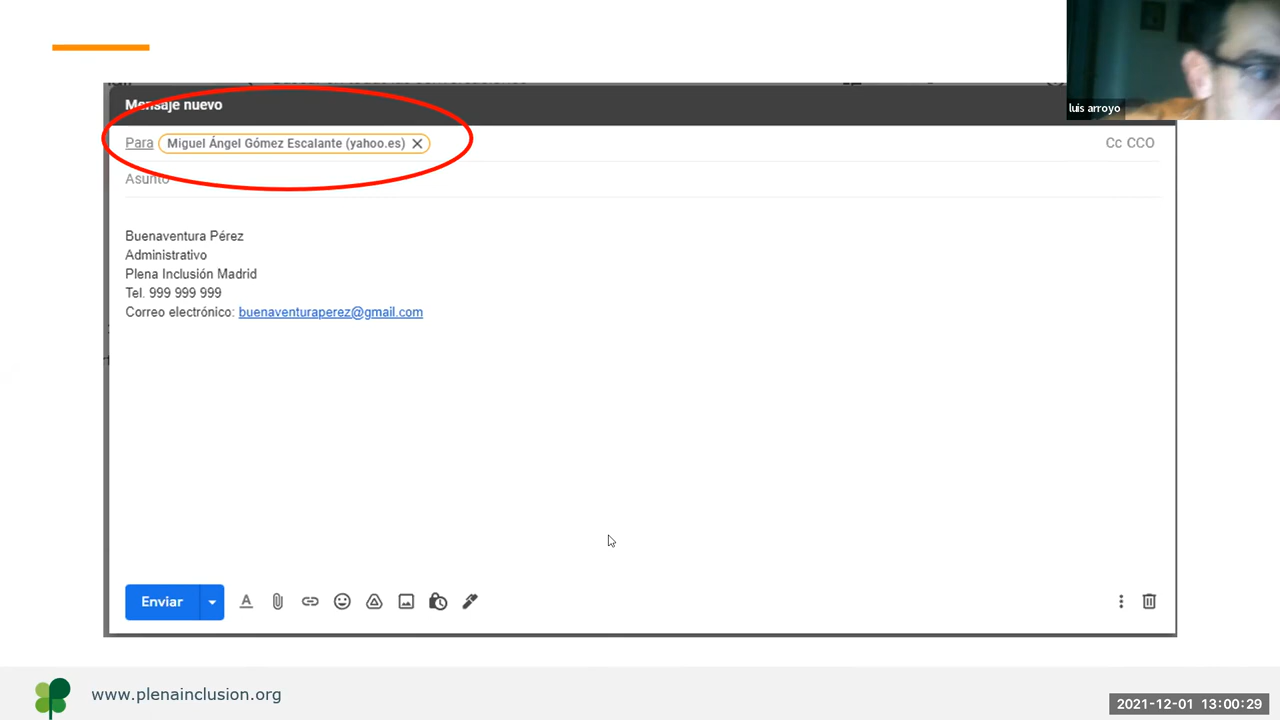 Mensaje nuevo
luis arroyo
Para Miguel Ángel Gómez Escalante (yahoo.es) Cc CCO
Asunto
Buenaventura Pérez
Administrativo
Plena Inclusión Madrid
Tel. 999 999 999
Correo electrónico: buenaventuraperez@gmail.com
Enviar
www.plenainclusion.org
2021-12-01 13:00:29